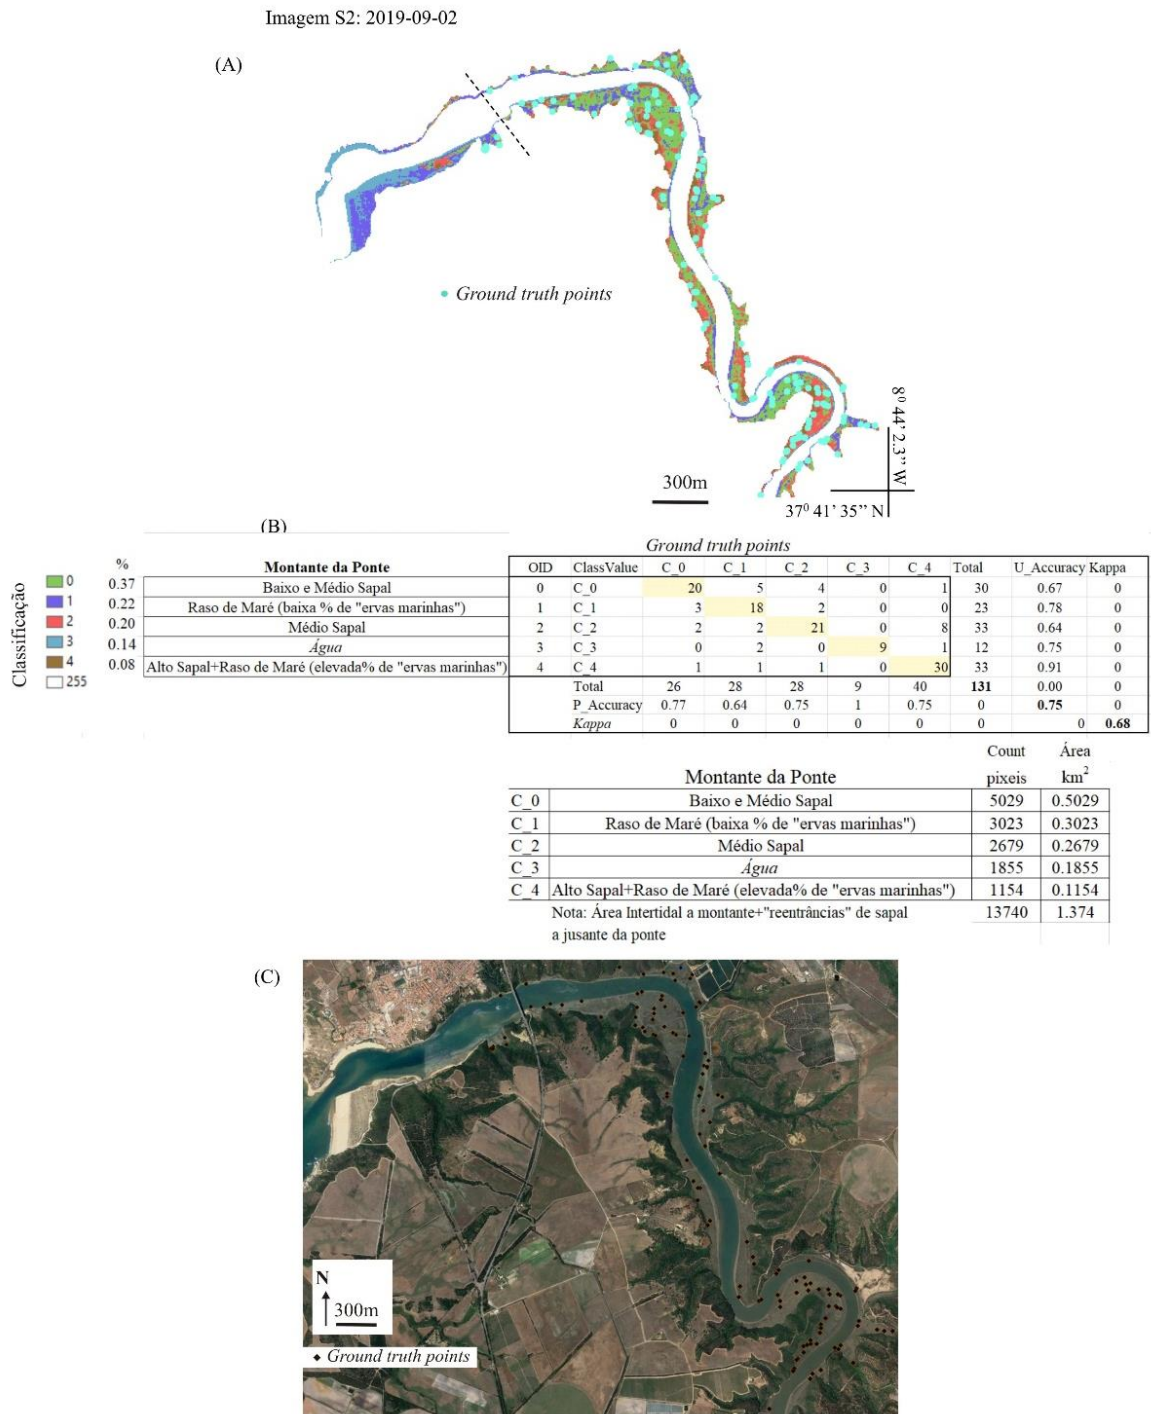 Imagem S2: 2019-09-02
(A)
Ground truth points
300m
8⁰ 44’ 2.3’’ W
37⁰ 41’ 35’’ N
(B)
Ground truth points
% Montante da Ponte OID ClassValue C_0 C_1 C_2 C_3 C_4 Total U_Accuracy Kappa
Classificação
0 0.37 Baixo e Médio Sapal 0 C_0 20 5 4 0 1 30 0.67 0
1 0.22 Raso de Maré (baixa % de "ervas marinhas") 1 C_1 3 18 2 0 0 23 0.78 0
2 0.20 Médio Sapal 2 C_2 2 2 21 0 8 33 0.64 0
3 0.14 Água 3 C_3 0 2 0 9 1 12 0.75 0
4 0.08 Alto Sapal+Raso de Maré (elevada% de "ervas marinhas") 4 C_4 1 1 1 0 30 33 0.91 0
255 Total 26 28 28 9 40 131 0.00 0
P_Accuracy 0.77 0.64 0.75 1 0.75 0 0.75 0
Kappa 0 0 0 0 0 0 0 0.68
Count Área
Montante da Ponte pixeis km²
C_0 Baixo e Médio Sapal 5029 0.5029
C_1 Raso de Maré (baixa % de "ervas marinhas") 3023 0.3023
C_2 Médio Sapal 2679 0.2679
C_3 Água 1855 0.1855
C_4 Alto Sapal+Raso de Maré (elevada% de "ervas marinhas") 1154 0.1154
Nota: Área Intertidal a montante+"reentrâncias" de sapal 13740 1.374
a jusante da ponte
(C)
N
300m
Ground truth points